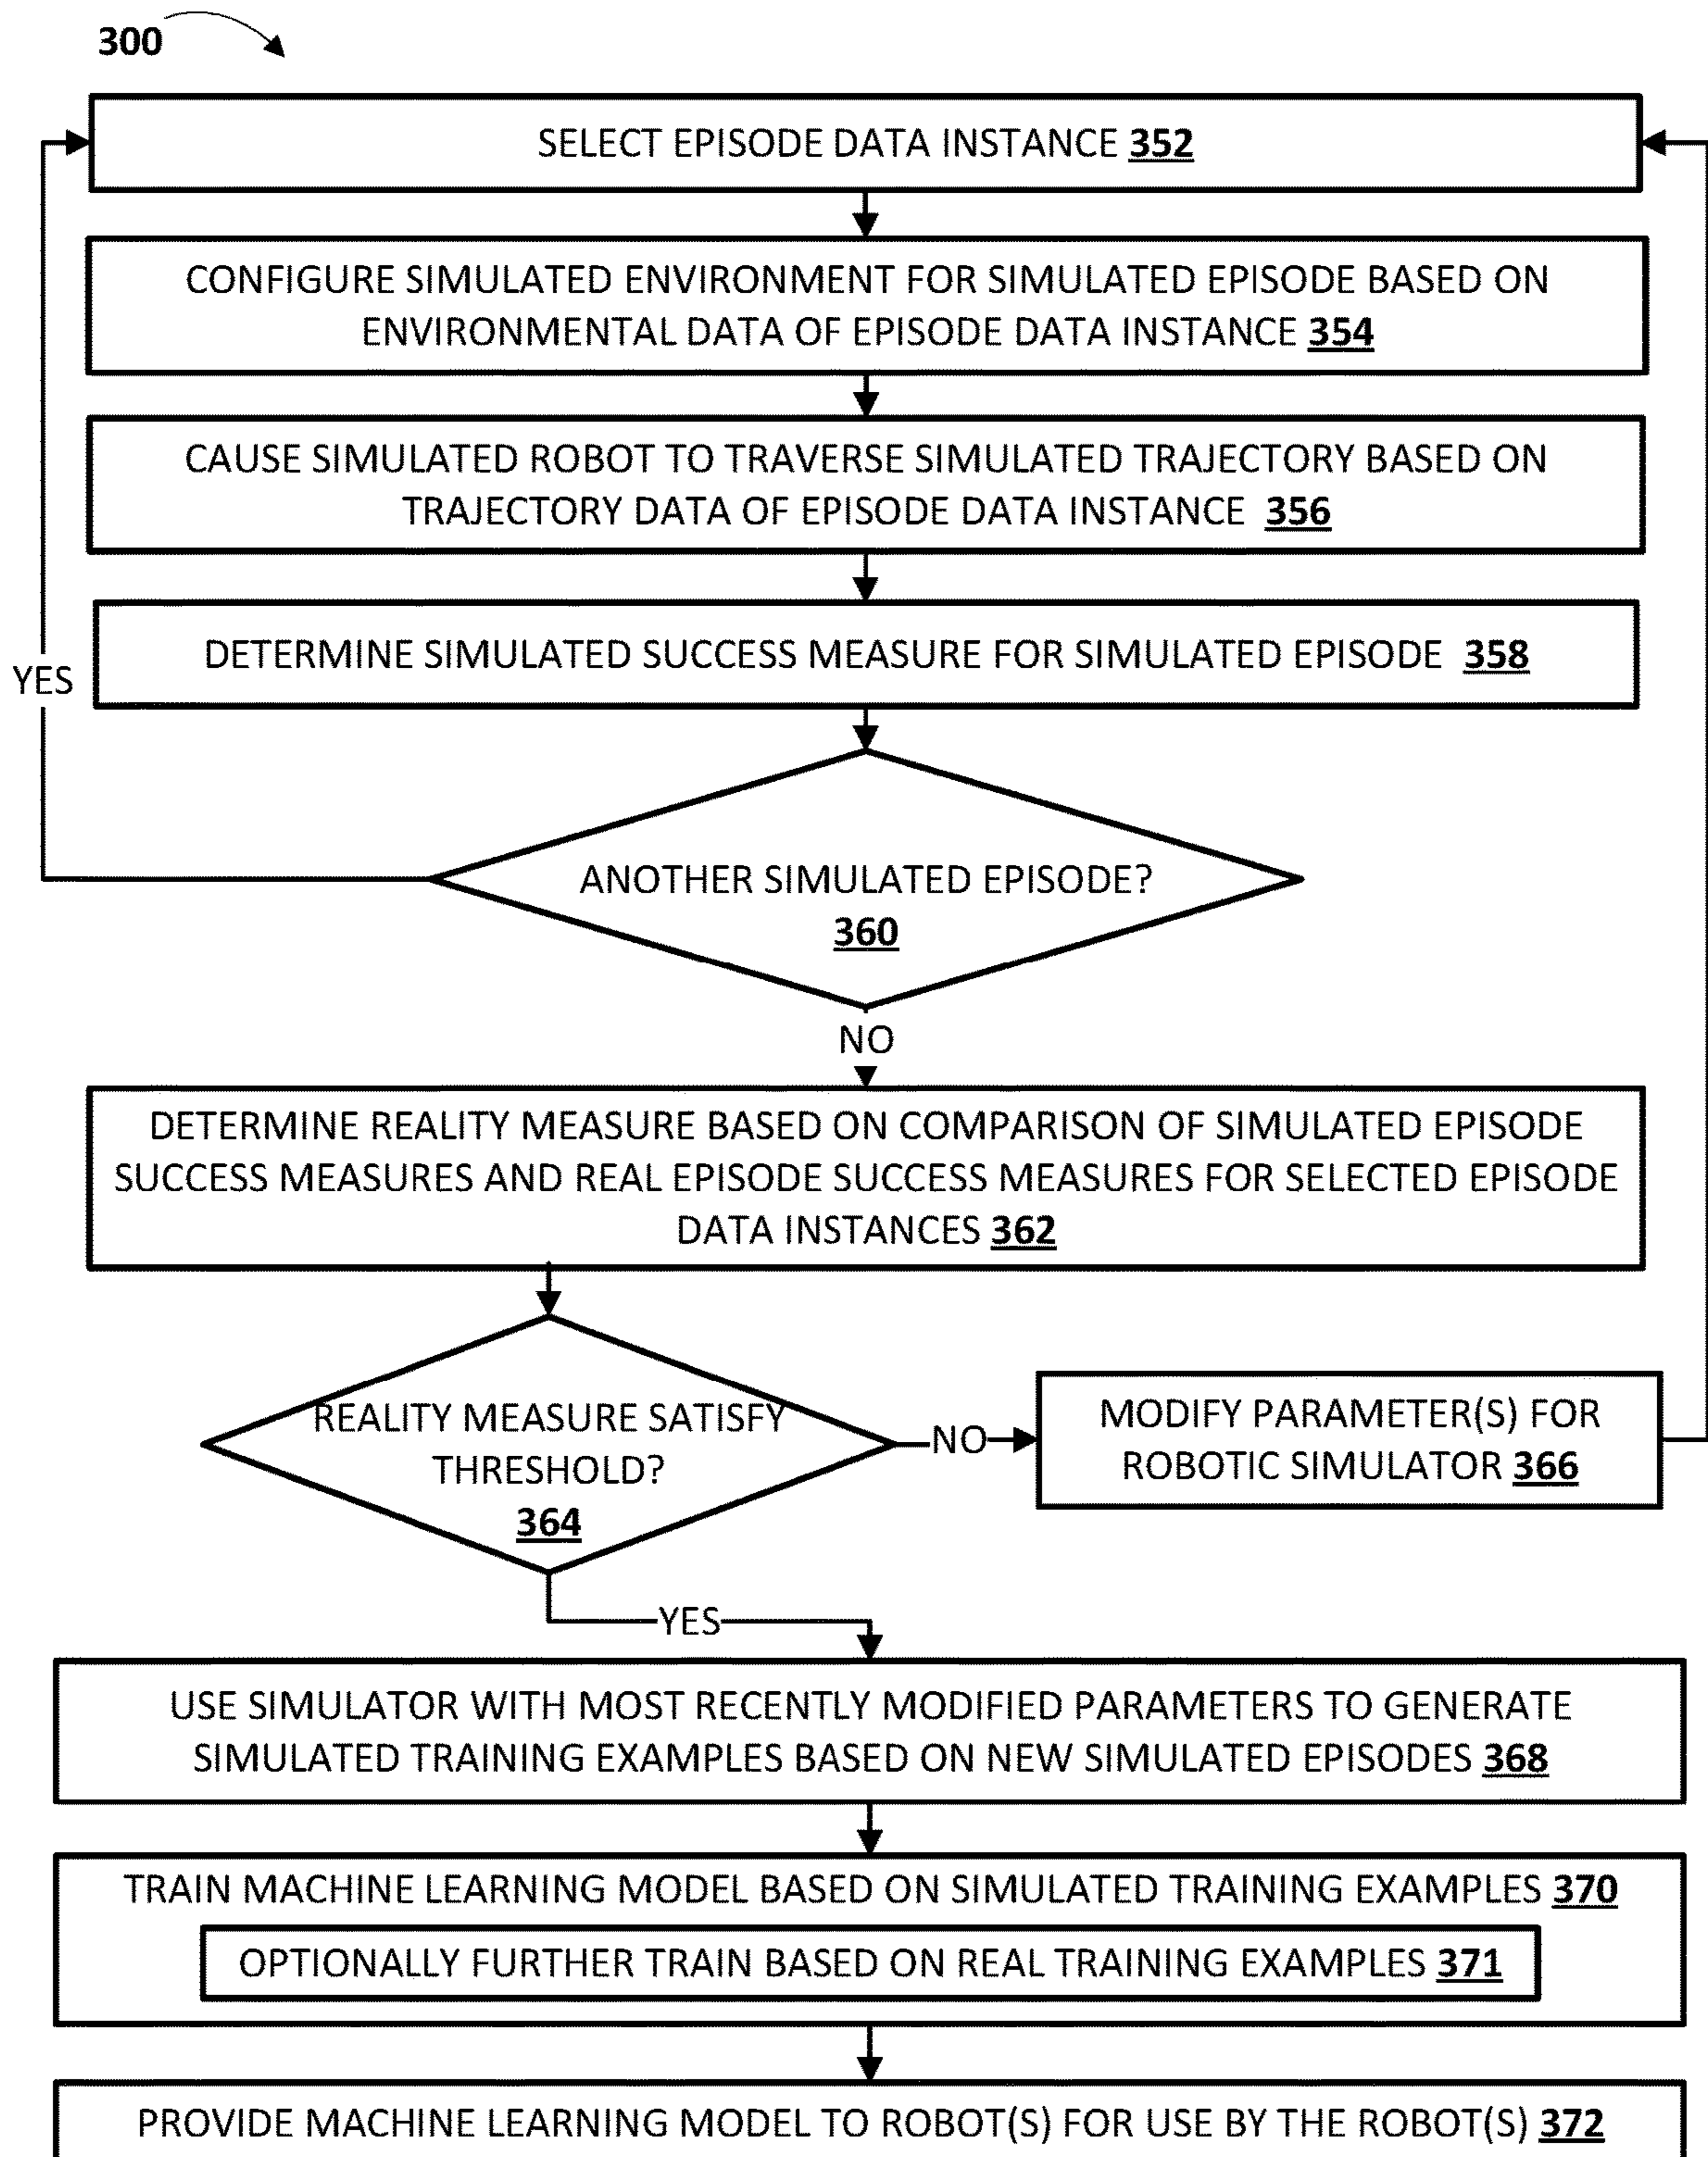 300
SELECT EPISODE DATA INSTANCE 352
CONFIGURE SIMULATED ENVIRONMENT FOR SIMULATED EPISODE BASED ON
ENVIRONMENTAL DATA OF EPISODE DATA INSTANCE 354
CAUSE SIMULATED ROBOT TO TRAVERSE SIMULATED TRAJECTORY BASED ON
TRAJECTORY DATA OF EPISODE DATA INSTANCE 356
DETERMINE SIMULATED SUCCESS MEASURE FOR SIMULATED EPISODE 358
YES
ANOTHER SIMULATED EPISODE?
360
NO
DETERMINE REALITY MEASURE BASED ON COMPARISON OF SIMULATED EPISODE
SUCCESS MEASURES AND REAL EPISODE SUCCESS MEASURES FOR SELECTED EPISODE
DATA INSTANCES 362
REALITY MEASURE SATISFY
THRESHOLD?
364
NO
MODIFY PARAMETER(S) FOR
ROBOTIC SIMULATOR 366
YES
USE SIMULATOR WITH MOST RECENTLY MODIFIED PARAMETERS TO GENERATE
SIMULATED TRAINING EXAMPLES BASED ON NEW SIMULATED EPISODES 368
TRAIN MACHINE LEARNING MODEL BASED ON SIMULATED TRAINING EXAMPLES 370
OPTIONALLY FURTHER TRAIN BASED ON REAL TRAINING EXAMPLES 371
PROVIDE MACHINE LEARNING MODEL TO ROBOT(S) FOR USE BY THE ROBOT(S) 372